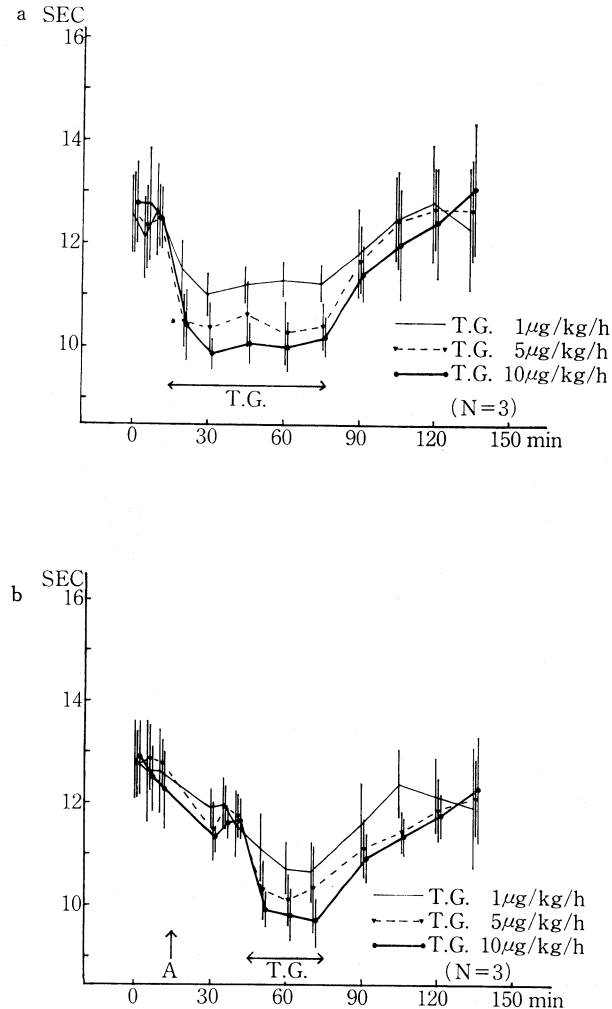 a SEC
16
14
12
10
T.G. 1μg/kg/h
T.G. 5μg/kg/h
T.G. 10μg/kg/h
(N=3)
T.G.
0 30 60 90 120 150 min
b SEC
16
14
12
10
T.G. 1μg/kg/h
T.G. 5μg/kg/h
T.G. 10μg/kg/h
(N=3)
A T.G.
0 30 60 90 120 150 min